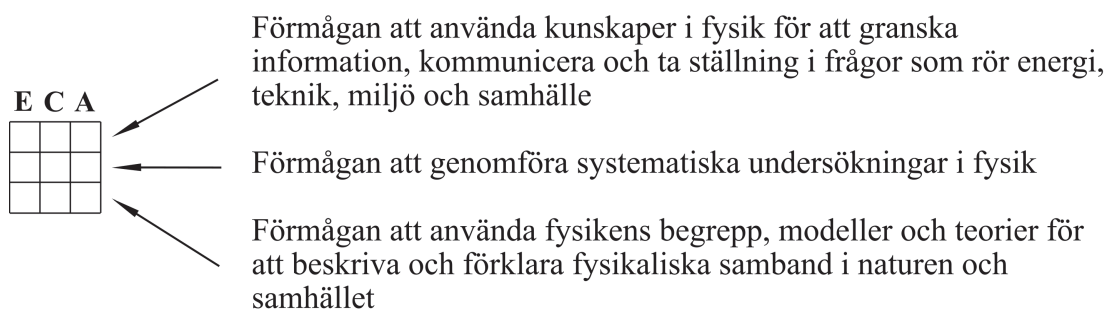 Förmågan att använda kunskaper i fysik för att granska
information, kommunicera och ta ställning i frågor som rör energi,
teknik, miljö och samhälle
E C A
Förmågan att genomföra systematiska undersökningar i fysik
Förmågan att använda fysikens begrepp, modeller och teorier för
att beskriva och förklara fysikaliska samband i naturen och
samhället